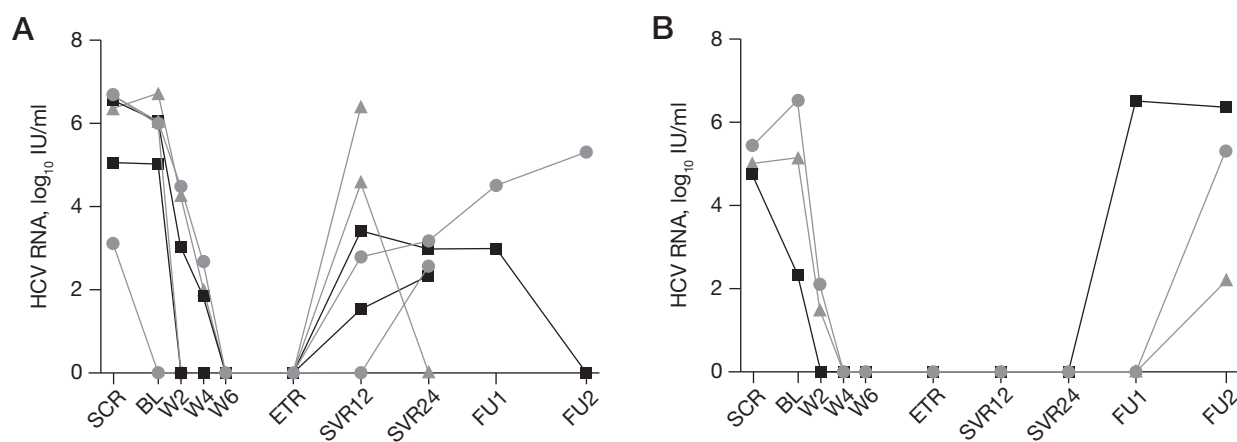 A
HCV RNA, log10 IU/ml
8
6
4
2
0
SCR
BL
W2
W4
W6
ETR
SVR12
SVR24
FU1
FU2
B
HCV RNA, log10 IU/ml
8
6
4
2
0
SCR
BL
W2
W4
W6
ETR
SVR12
SVR24
FU1
FU2